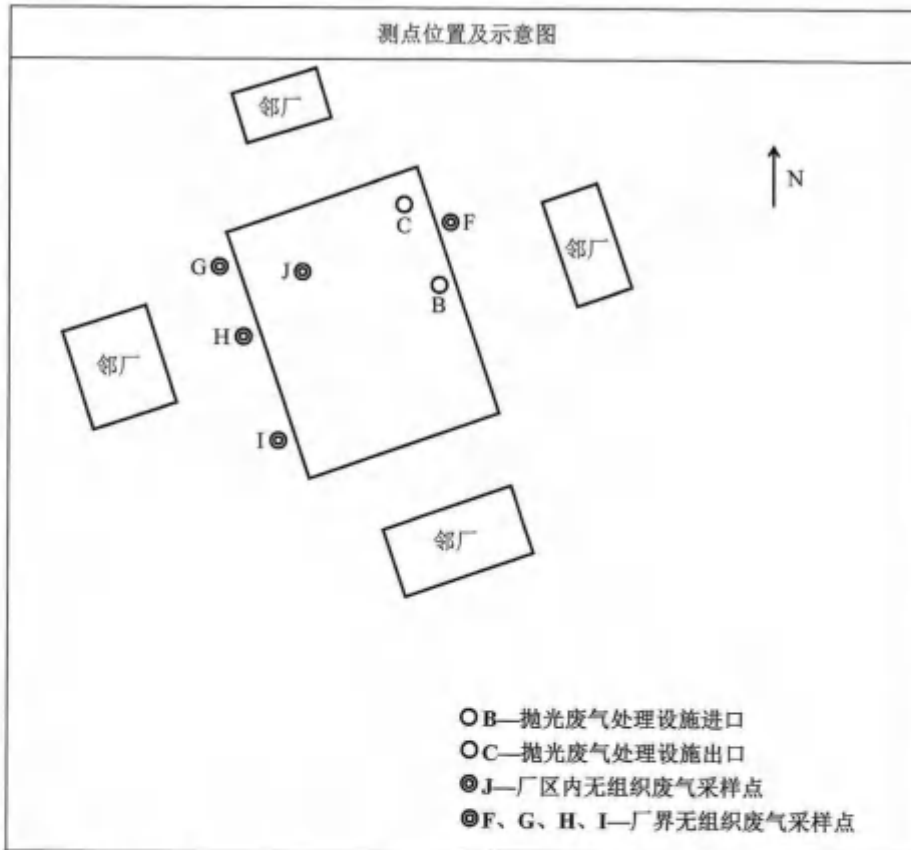 测点位置及示意图
邻厂
N
C
F
邻厂
G
J
B
H
邻厂
I
邻厂
B—抛光废气处理设施进口
C—抛光废气处理设施出口
J—厂区内无组织废气采样点
F、G、H、I—厂界无组织废气采样点